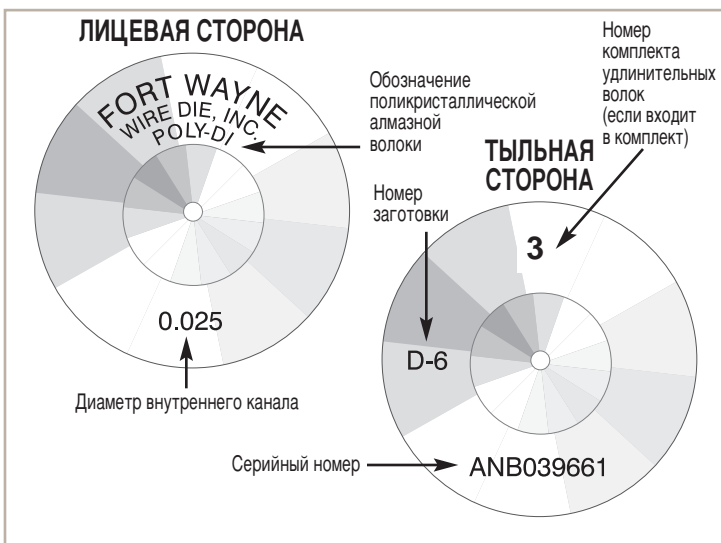 ЛИЦЕВАЯ СТОРОНА
FORT WAYNE
WIRE DIE, INC.
POLY-DI
Обозначение
поликристаллической
алмазной
волоки
0.025
Диаметр внутреннего канала
Номер
комплекта
удлинительных
волок
(если входит
в комплект)
ТЫЛЬНАЯ
СТОРОНА
Номер
заготовки
3
D-6
Серийный номер
ANB039661